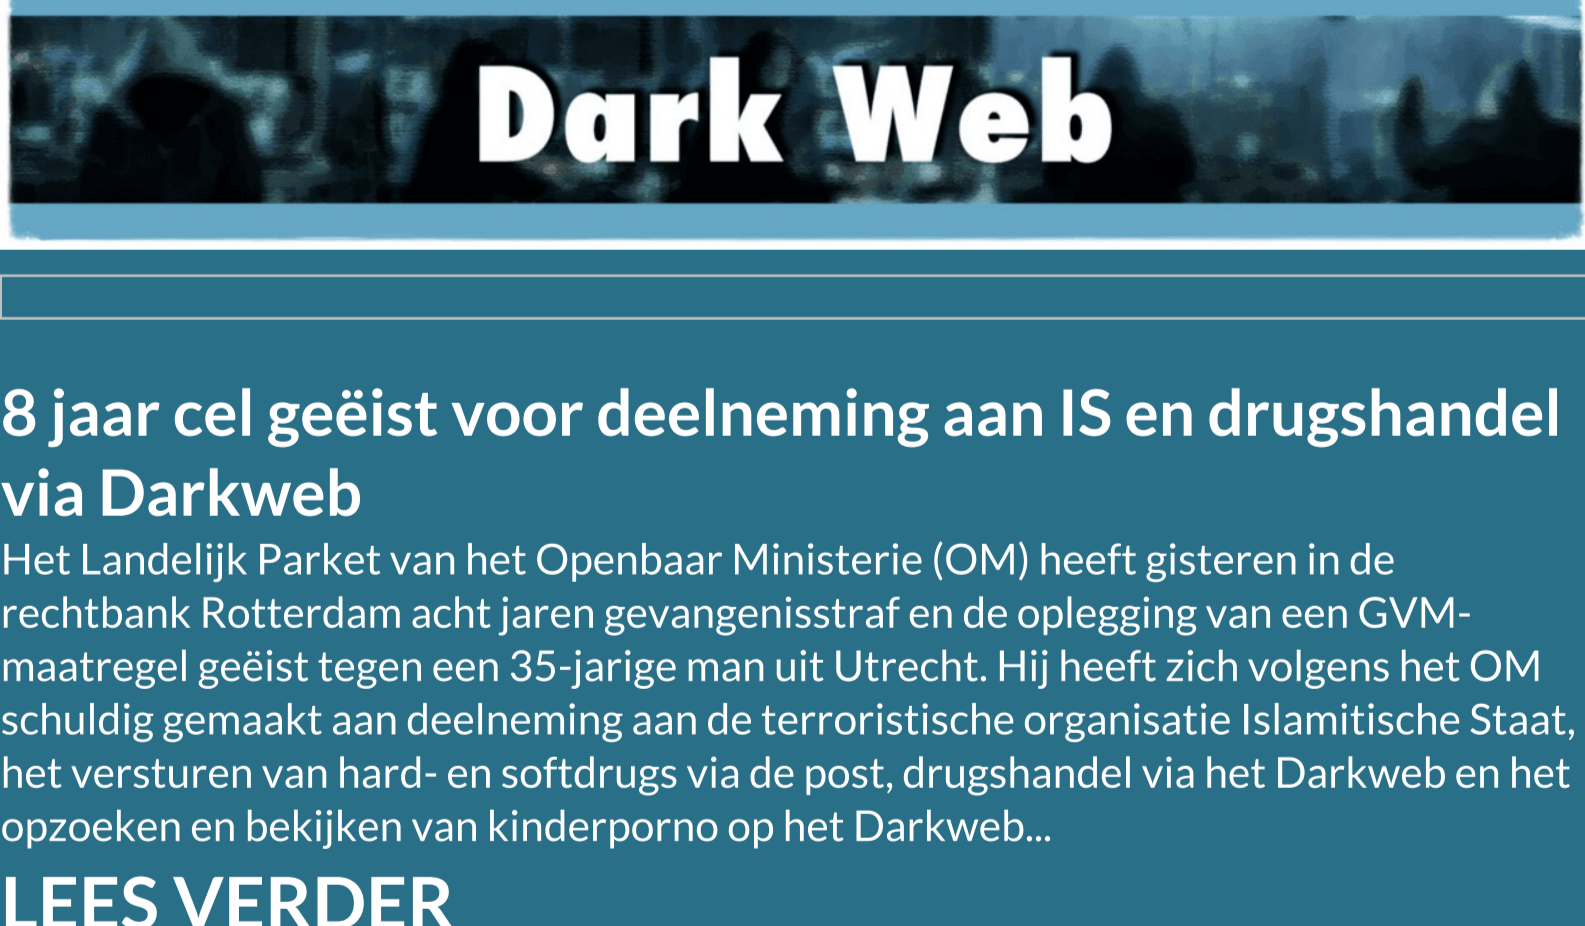 Dark Web
8 jaar cel geëist voor deelneming aan IS en drugshandel
via Darkweb
Het Landelijk Parket van het Openbaar Ministerie (OM) heeft gisteren in de
rechtbank Rotterdam acht jaren gevangenisstraf en de oplegging van een GVM-
maatregel geëist tegen een 35-jarige man uit Utrecht. Hij heeft zich volgens het OM
schuldig gemaakt aan deelneming aan de terroristische organisatie Islamitische Staat,
het versturen van hard- en softdrugs via de post, drugshandel via het Darkweb en het
opzoeken en bekijken van kinderporno op het Darkweb...
LEES VERDER